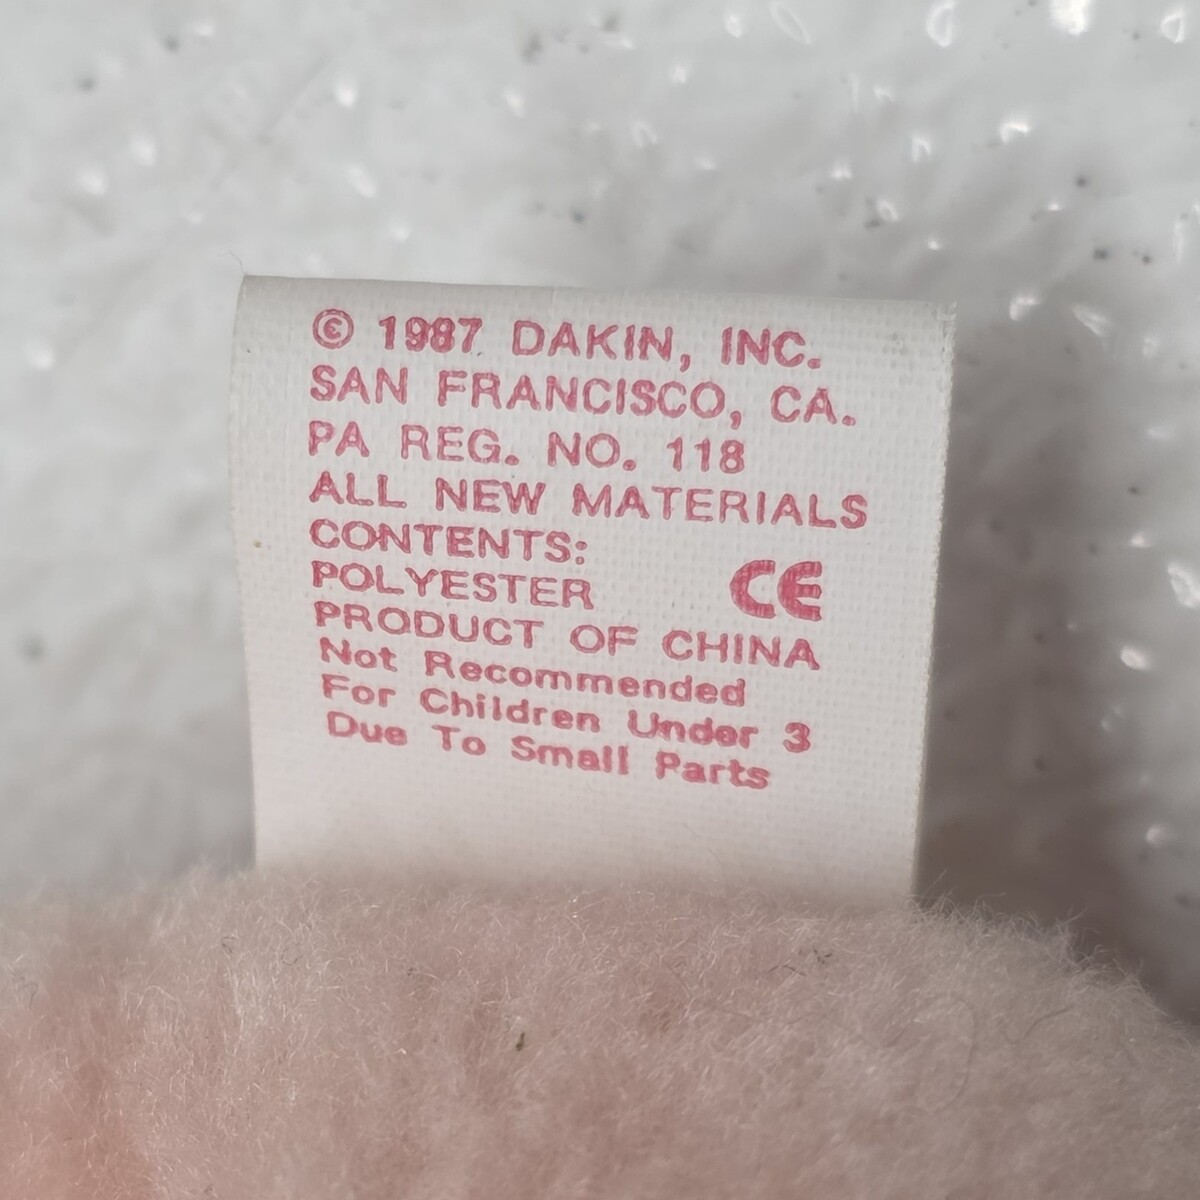 © 1987 DAKIN, INC.
SAN FRANCISCO, CA.
PA REG. NO. 118
ALL NEW MATERIALS
CONTENTS:
POLYESTER CE
PRODUCT OF CHINA
Not Recommended
For Children Under 3
Due To Small Parts